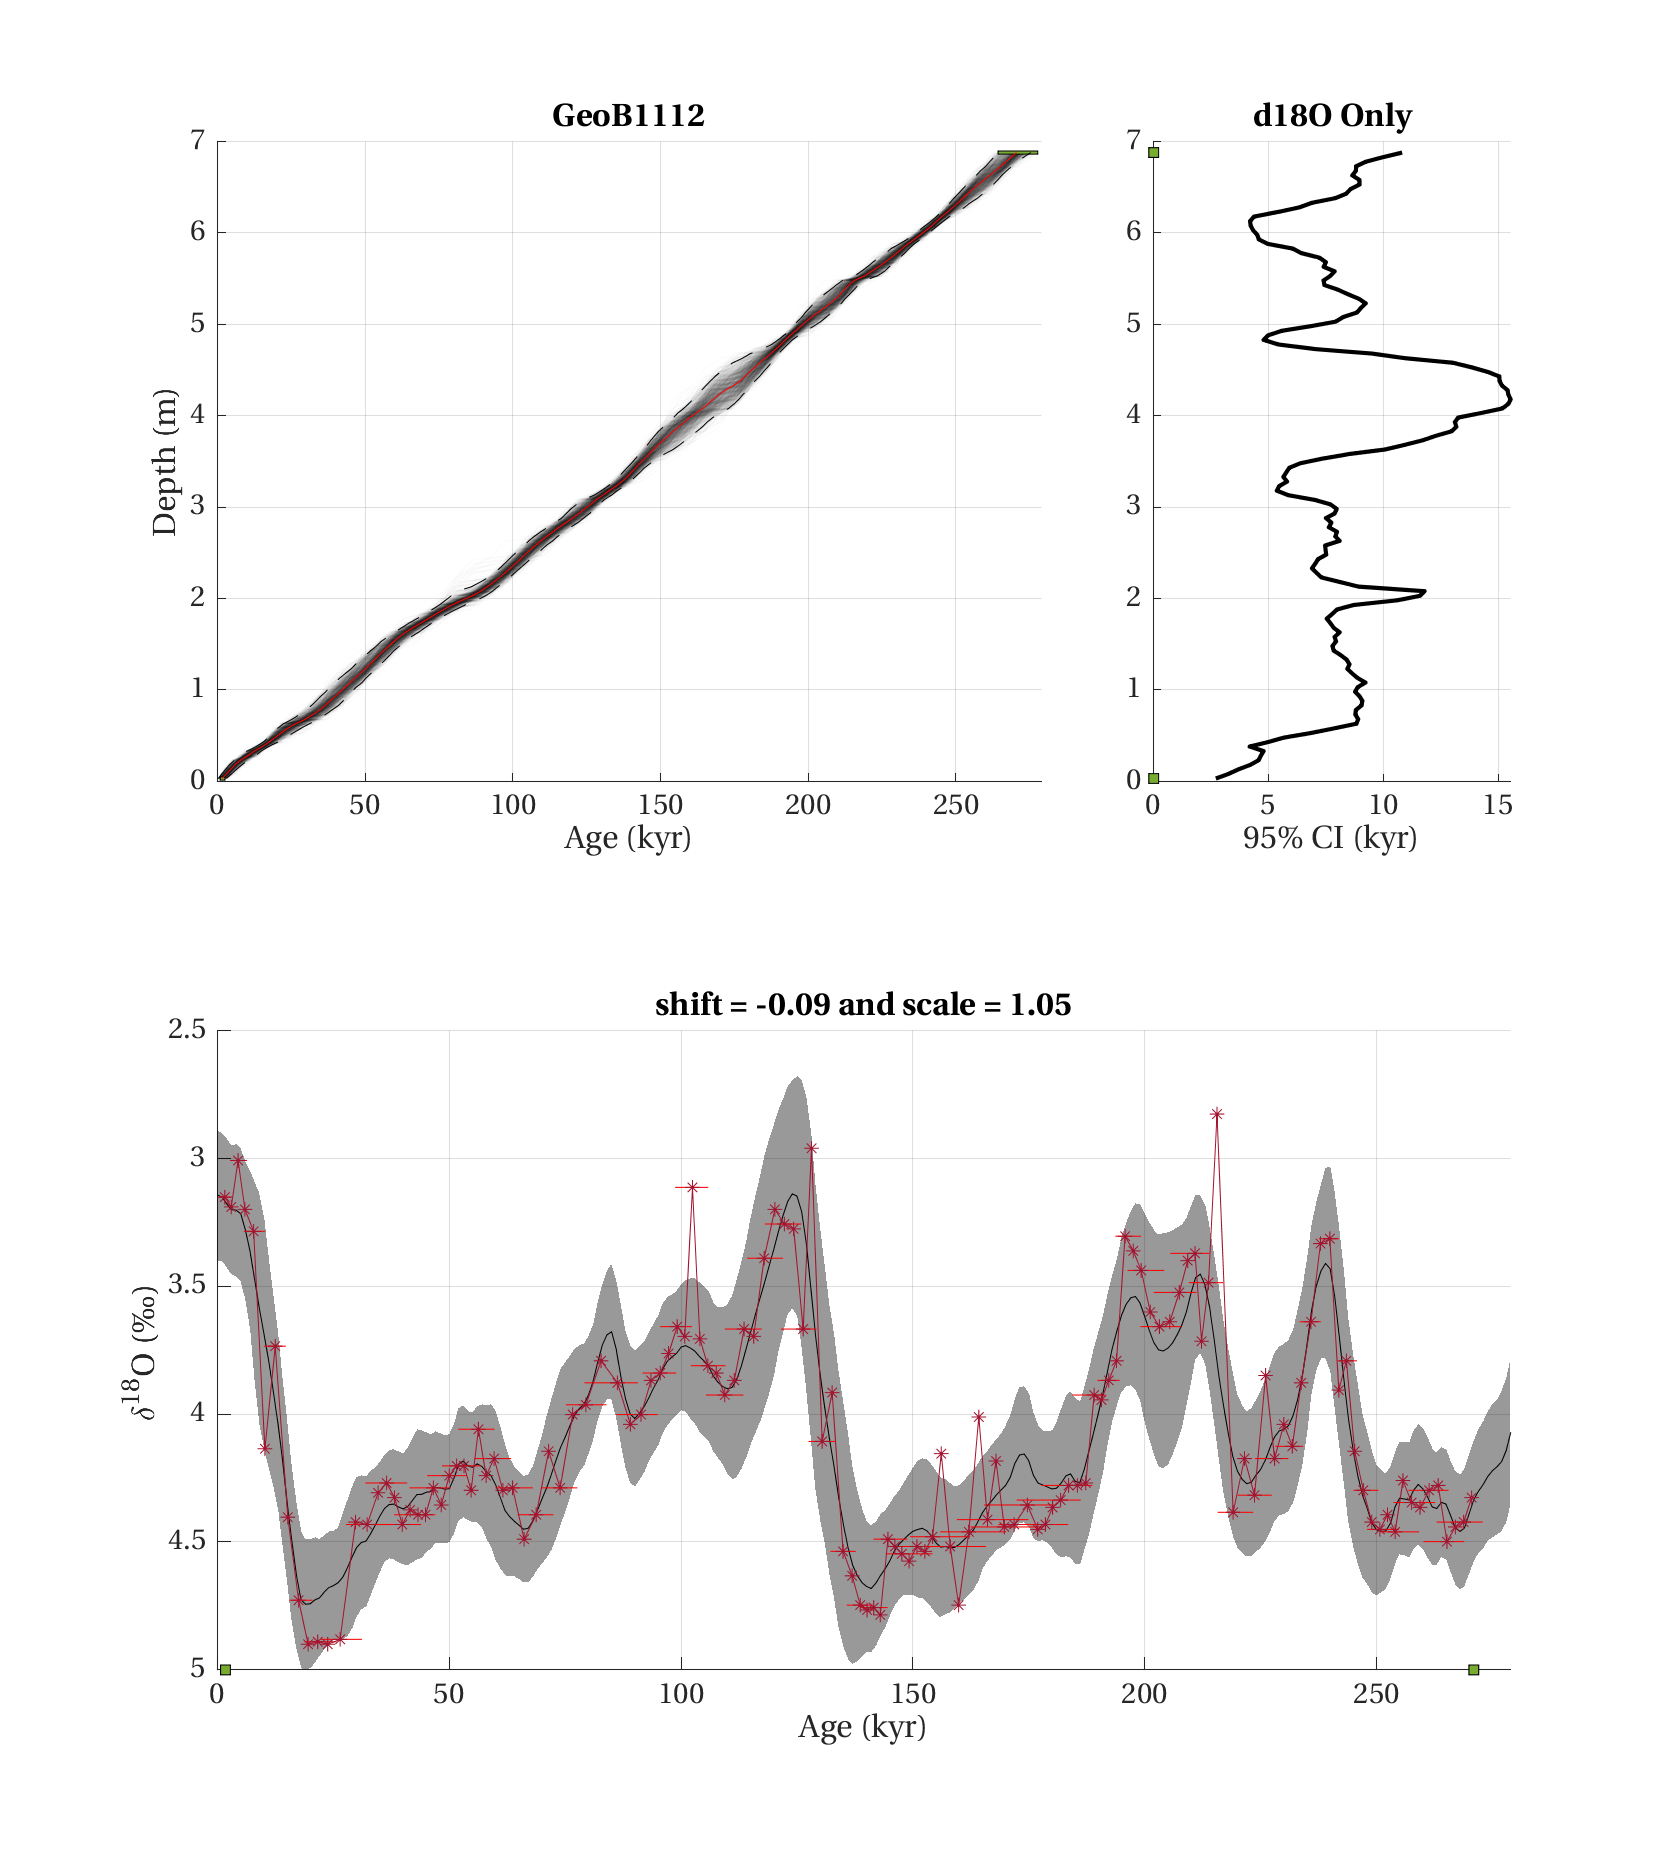 GeoB1112
7
6
5
4
3
2
1
0
Depth (m)
0 50 100 150 200 250
Age (kyr)
d18O Only
7
6
5
4
3
2
1
0
0 5 10 15
95% CI (kyr)
shift = -0.09 and scale = 1.05
2.5
3
3.5
4
4.5
5
δ18O (‰)
0 50 100 150 200 250
Age (kyr)